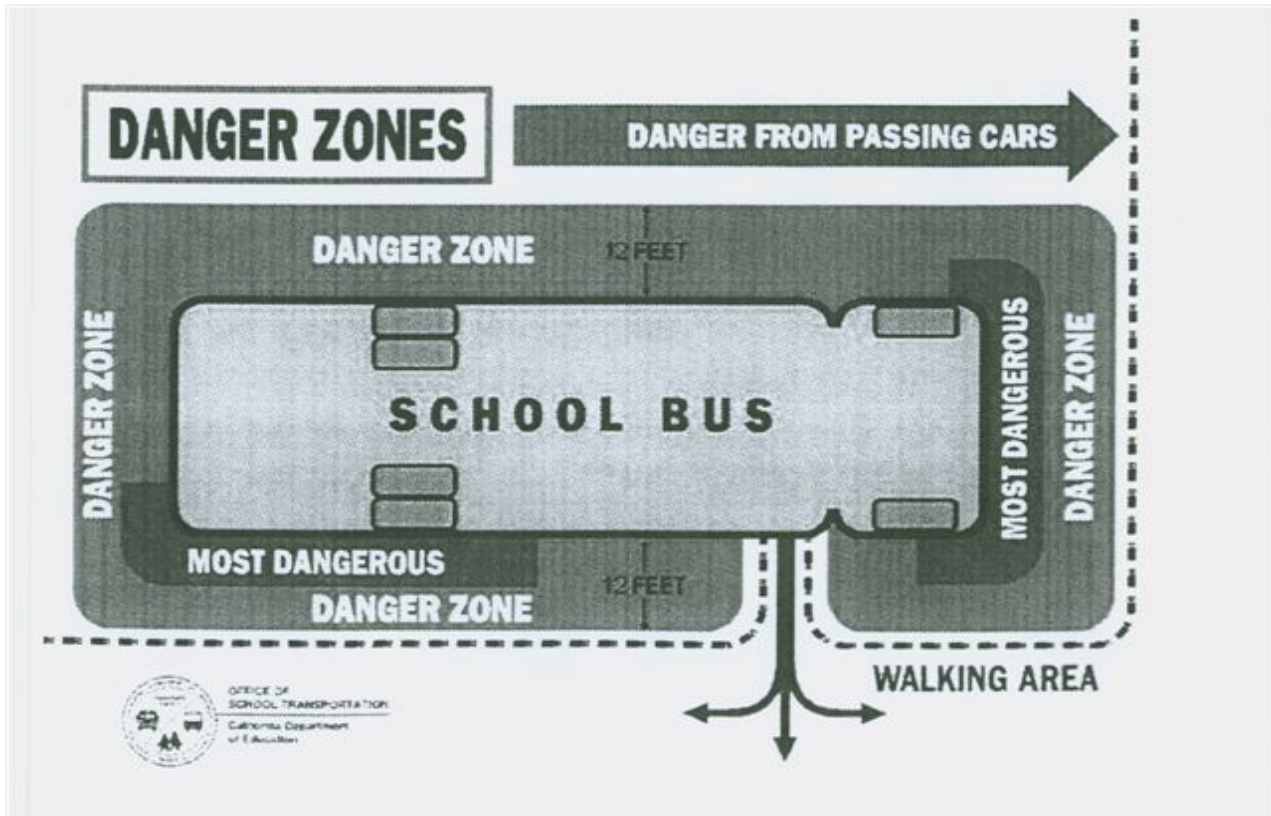 DANGER ZONES
DANGER FROM PASSING CARS
DANGER ZONE
12 FEET
DANGER ZONE
MOST DANGEROUS
DANGER ZONE
SCHOOL BUS
MOST DANGEROUS
DANGER ZONE
12 FEET
WALKING AREA
OFFICE OF
SCHOOL TRANSPORTATION
California Department
of Education